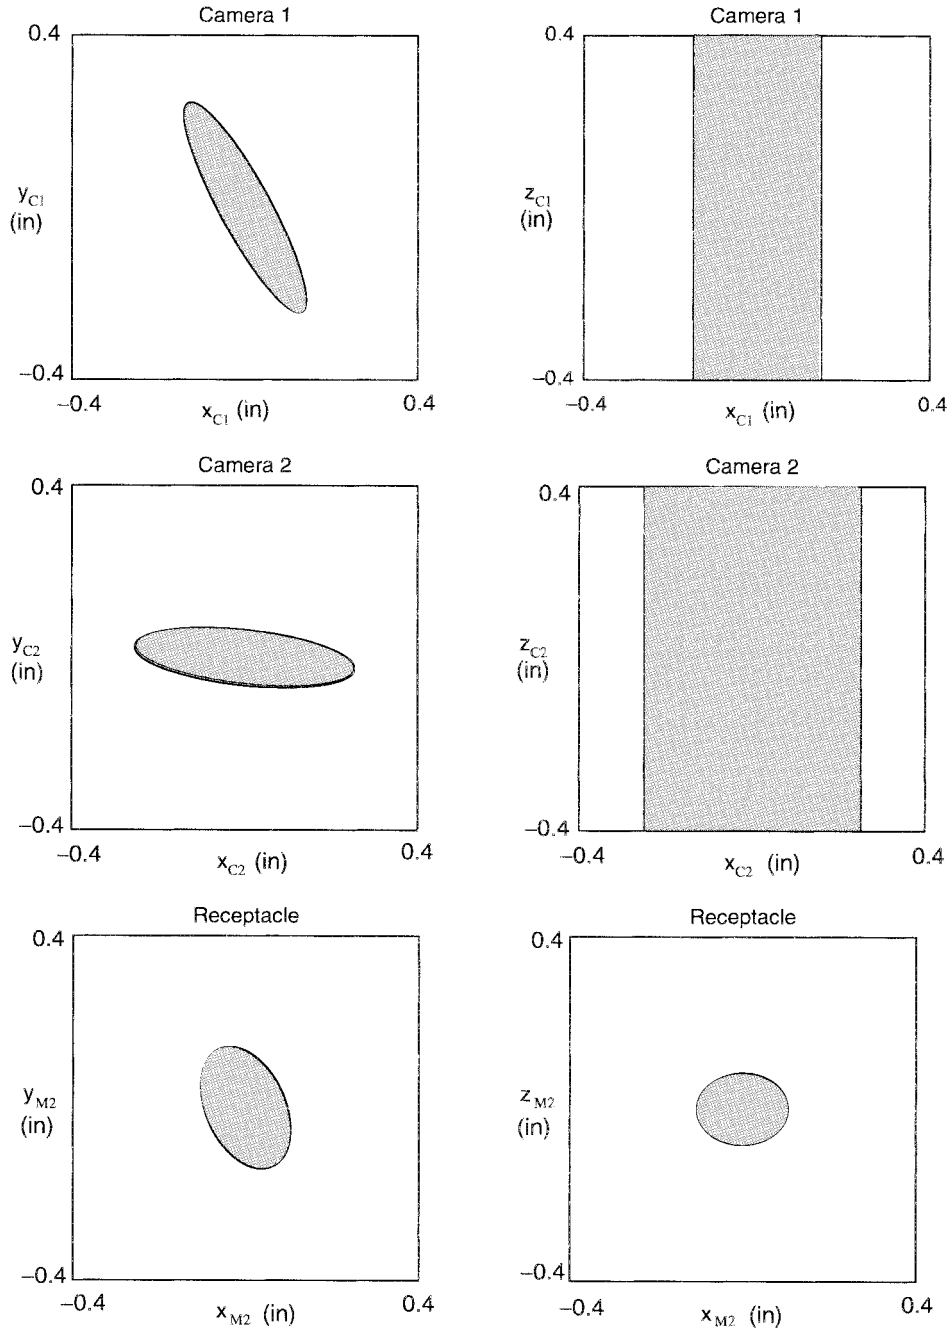 Camera 1
0.4
y_C1
(in)
−0.4
−0.4
x_C1 (in)
0.4
Camera 1
0.4
z_C1
(in)
−0.4
−0.4
x_C1 (in)
0.4
Camera 2
0.4
y_C2
(in)
−0.4
−0.4
x_C2 (in)
0.4
Camera 2
0.4
z_C2
(in)
−0.4
−0.4
x_C2 (in)
0.4
Receptacle
0.4
y_M2
(in)
−0.4
−0.4
x_M2 (in)
0.4
Receptacle
0.4
z_M2
(in)
−0.4
−0.4
x_M2 (in)
0.4